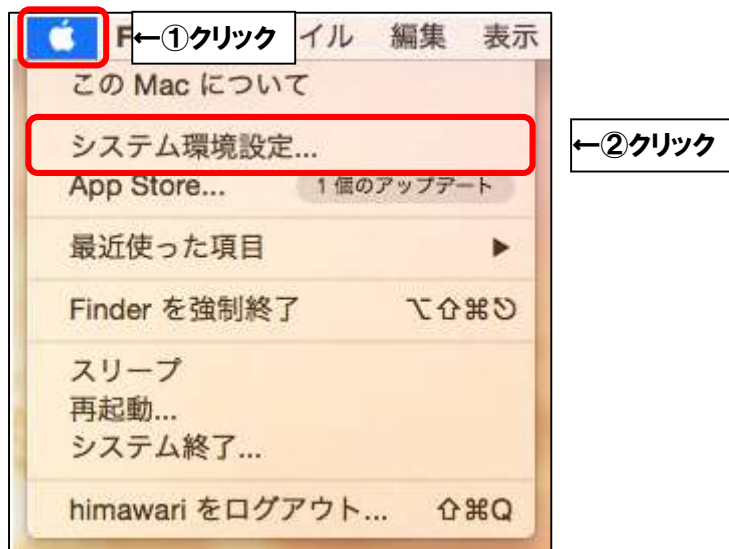 F←①クリック イル 編集 表示
この Mac について
システム環境設定...
←②クリック
App Store... 1 個のアップデート
最近使った項目 ▶
Finder を強制終了 ⌥⇧⌘⎋
スリープ
再起動...
システム終了...
himawari をログアウト... ⇧⌘Q